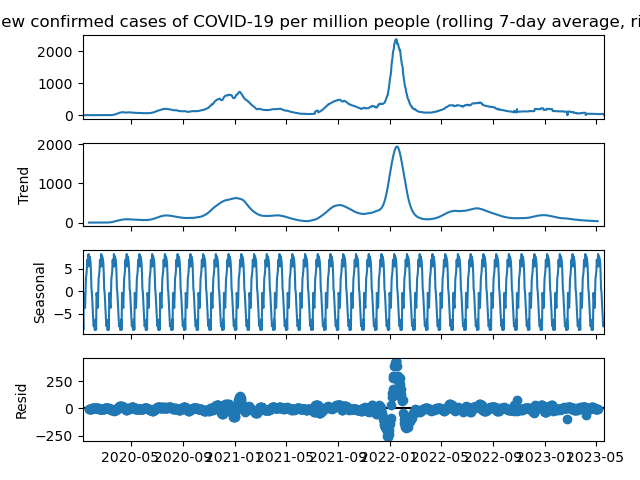 ew confirmed cases of COVID-19 per million people (rolling 7-day average, ri
2000
1000
0
Trend
2000
1000
0
Seasonal
5
0
−5
Resid
250
0
−250
2020-05 2020-09 2021-01 2021-05 2021-09 2022-01 2022-05 2022-09 2023-01 2023-05